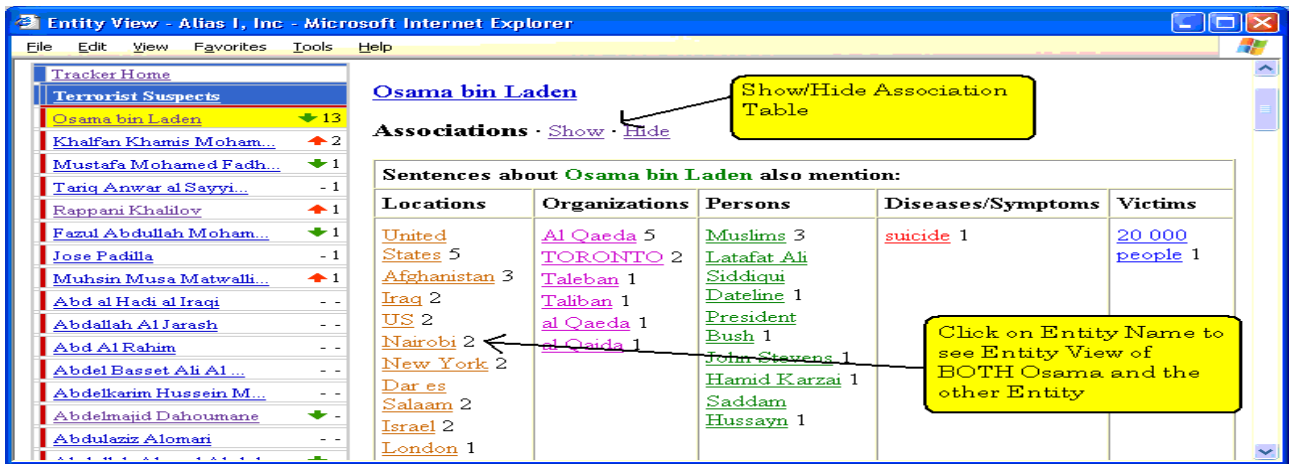 Entity View - Alias I, Inc - Microsoft Internet Explorer
File Edit View Favorites Tools Help
Tracker Home
Terrorist Suspects
Osama bin Laden 13
Khalfan Khamis Moham... 2
Mustafa Mohamed Fadh... 1
Tariq Anwar al Sayyi... - 1
Rappani Khalilov 1
Fazul Abdullah Moham... 1
Jose Padilla - 1
Muhsin Musa Matwalli... 1
Abd al Hadi al Iraqi - -
Abdallah Al Jarash - -
Abd Al Rahim - -
Abdel Basset Ali Al ... - -
Abdelkarim Hussein M... - -
Abdelmajid Dahoumane -
Abdulaziz Alomari - -
Osama bin Laden
Associations · Show · Hide
Show/Hide Association
Table
Sentences about Osama bin Laden also mention:
Locations
United
States 5
Afghanistan 3
Iraq 2
US 2
Nairobi 2
New York 2
Dar es
Salaam 2
Israel 2
London 1
Organizations
Al Qaeda 5
TORONTO 2
Taleban 1
Taliban 1
al Qaeda 1
al Qaida 1
Persons
Muslims 3
Latafat Ali
Siddiqui
Dateline 1
President
Bush 1
John Stevens 1
Hamid Karzai 1
Saddam
Hussayn 1
Diseases/Symptoms
suicide 1
Victims
20 000
people 1
Click on Entity Name to
see Entity View of
BOTH Osama and the
other Entity